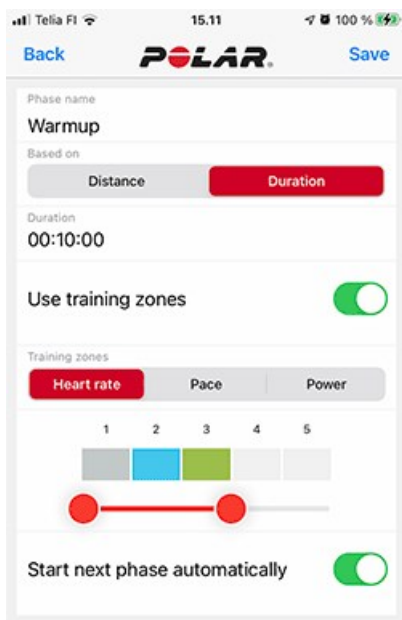 Telia FI 15.11 100 %
Back POLAR. Save
Phase name
Warmup
Based on
Distance Duration
Duration
00:10:00
Use training zones
Training zones
Heart rate Pace Power
1 2 3 4 5
Start next phase automatically